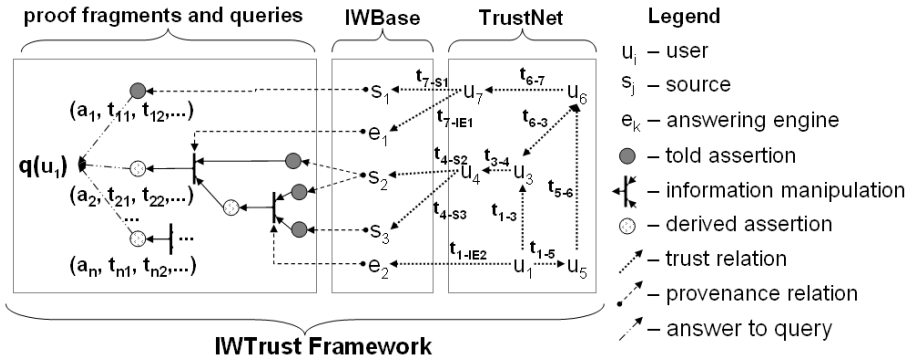 proof fragments and queries
IWBase
TrustNet
Legend
(a1, t11, t12,...)
q(u1)
(a2, t21, t22,...)
...
...
(an, tn1, tn2,...)
s1
e1
s2
s3
e2
t7-S1
t6-7
u7
u6
t7-IE1
t6-3
t4-S2
t3-4
u4
u3
t5-6
t4-S3
t1-3
t1-IE2
t1-5
u1
u5
ui – user
sj – source
ek – answering engine
– told assertion
– information manipulation
– derived assertion
– trust relation
– provenance relation
– answer to query
IWTrust Framework